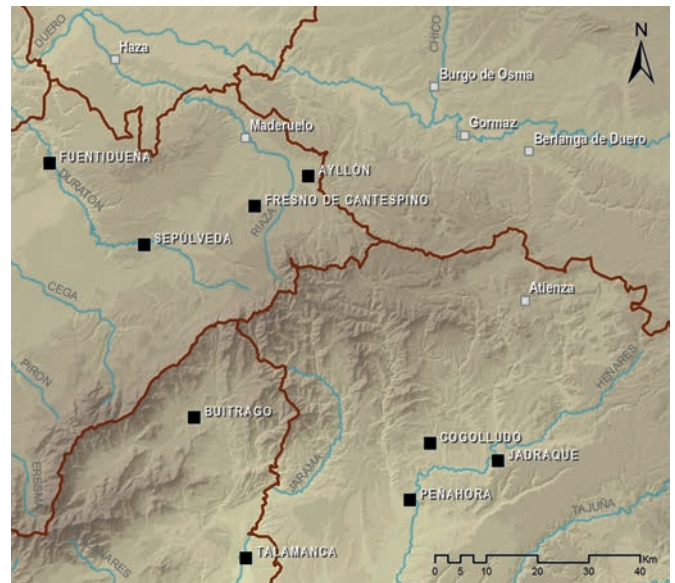 DUERO
Haza
CHICO
N
Burgo de Osma
Maderuelo
Gormaz
Berlanga de Duero
FUENTIDUEÑA
AYLLÓN
DURATÓN
FRESNO DE CANTESPINO
RIAZA
SEPÚLVEDA
CEGA
Atienza
PIRÓN
HENARES
BUITRAGO
COGOLLUDO
JADRAQUE
ERESMA
JARAMA
PEÑAHORA
TAJUÑA
TALAMANCA
0 5 10 20 30 40 Km